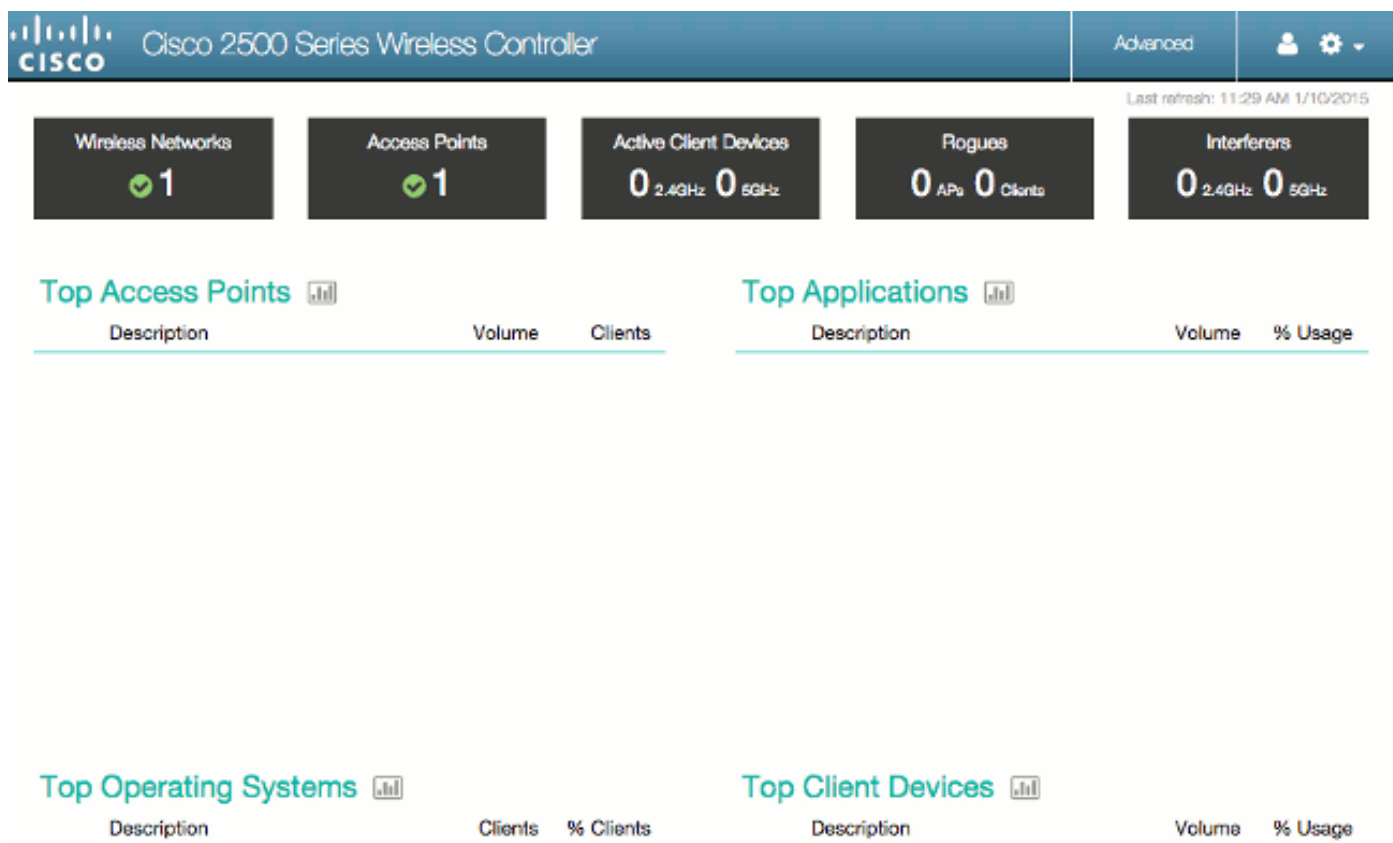 CISCO Cisco 2500 Series Wireless Controller Advanced
Last refresh: 11:29 AM 1/10/2015
Wireless Networks
1
Access Points
1
Active Client Devices
0 2.4GHz 0 5GHz
Rogues
0 APs 0 Clients
Interferers
0 2.4GHz 0 5GHz
Top Access Points
Description Volume Clients
Top Applications
Description Volume % Usage
Top Operating Systems
Description Clients % Clients
Top Client Devices
Description Volume % Usage